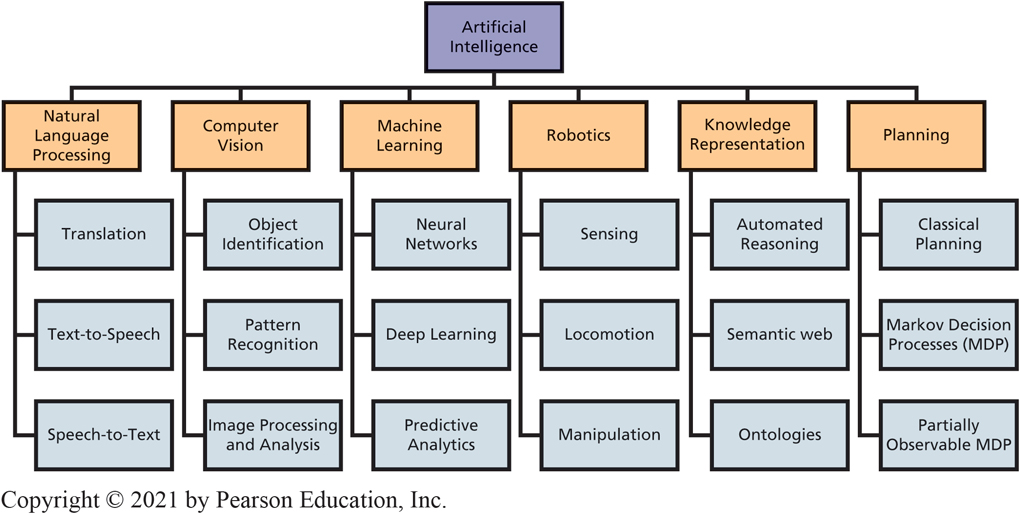 Artificial
Intelligence
Natural
Language
Processing
Computer
Vision
Machine
Learning
Robotics
Knowledge
Representation
Planning
Translation
Object
Identification
Neural
Networks
Sensing
Automated
Reasoning
Classical
Planning
Text-to-Speech
Pattern
Recognition
Deep Learning
Locomotion
Semantic web
Markov Decision
Processes (MDP)
Speech-to-Text
Image Processing
and Analysis
Predictive
Analytics
Manipulation
Ontologies
Partially
Observable MDP
Copyright © 2021 by Pearson Education, Inc.